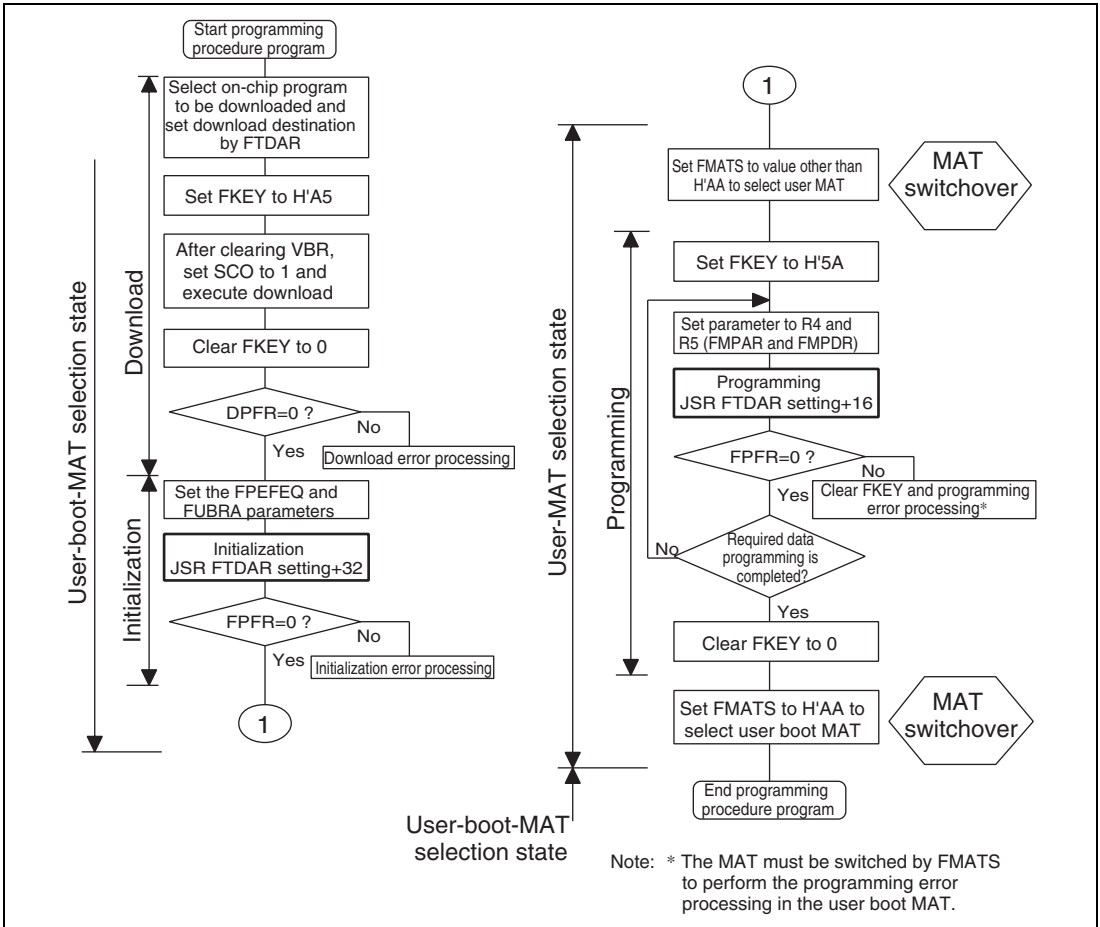 Start programming
procedure program
Select on-chip program
to be downloaded and
set download destination
by FTDAR
Set FKEY to H'A5
After clearing VBR,
set SCO to 1 and
execute download
Clear FKEY to 0
DPFR=0 ?
No
Yes
Download error processing
Set the FPEFEQ and
FUBRA parameters
Initialization
JSR FTDAR setting+32
FPFR=0 ?
No
Yes
Initialization error processing
1
Download
Initialization
User-boot-MAT selection state
1
Set FMATS to value other than
H'AA to select user MAT
MAT
switchover
Set FKEY to H'5A
Set parameter to R4 and
R5 (FMPAR and FMPDR)
Programming
JSR FTDAR setting+16
FPFR=0 ?
No
Yes
Clear FKEY and programming
error processing*
Required data
programming is
completed?
No
Yes
Clear FKEY to 0
Set FMATS to H'AA to
select user boot MAT
MAT
switchover
End programming
procedure program
Programming
User-MAT selection state
User-boot-MAT
selection state
Note: * The MAT must be switched by FMATS
to perform the programming error
processing in the user boot MAT.